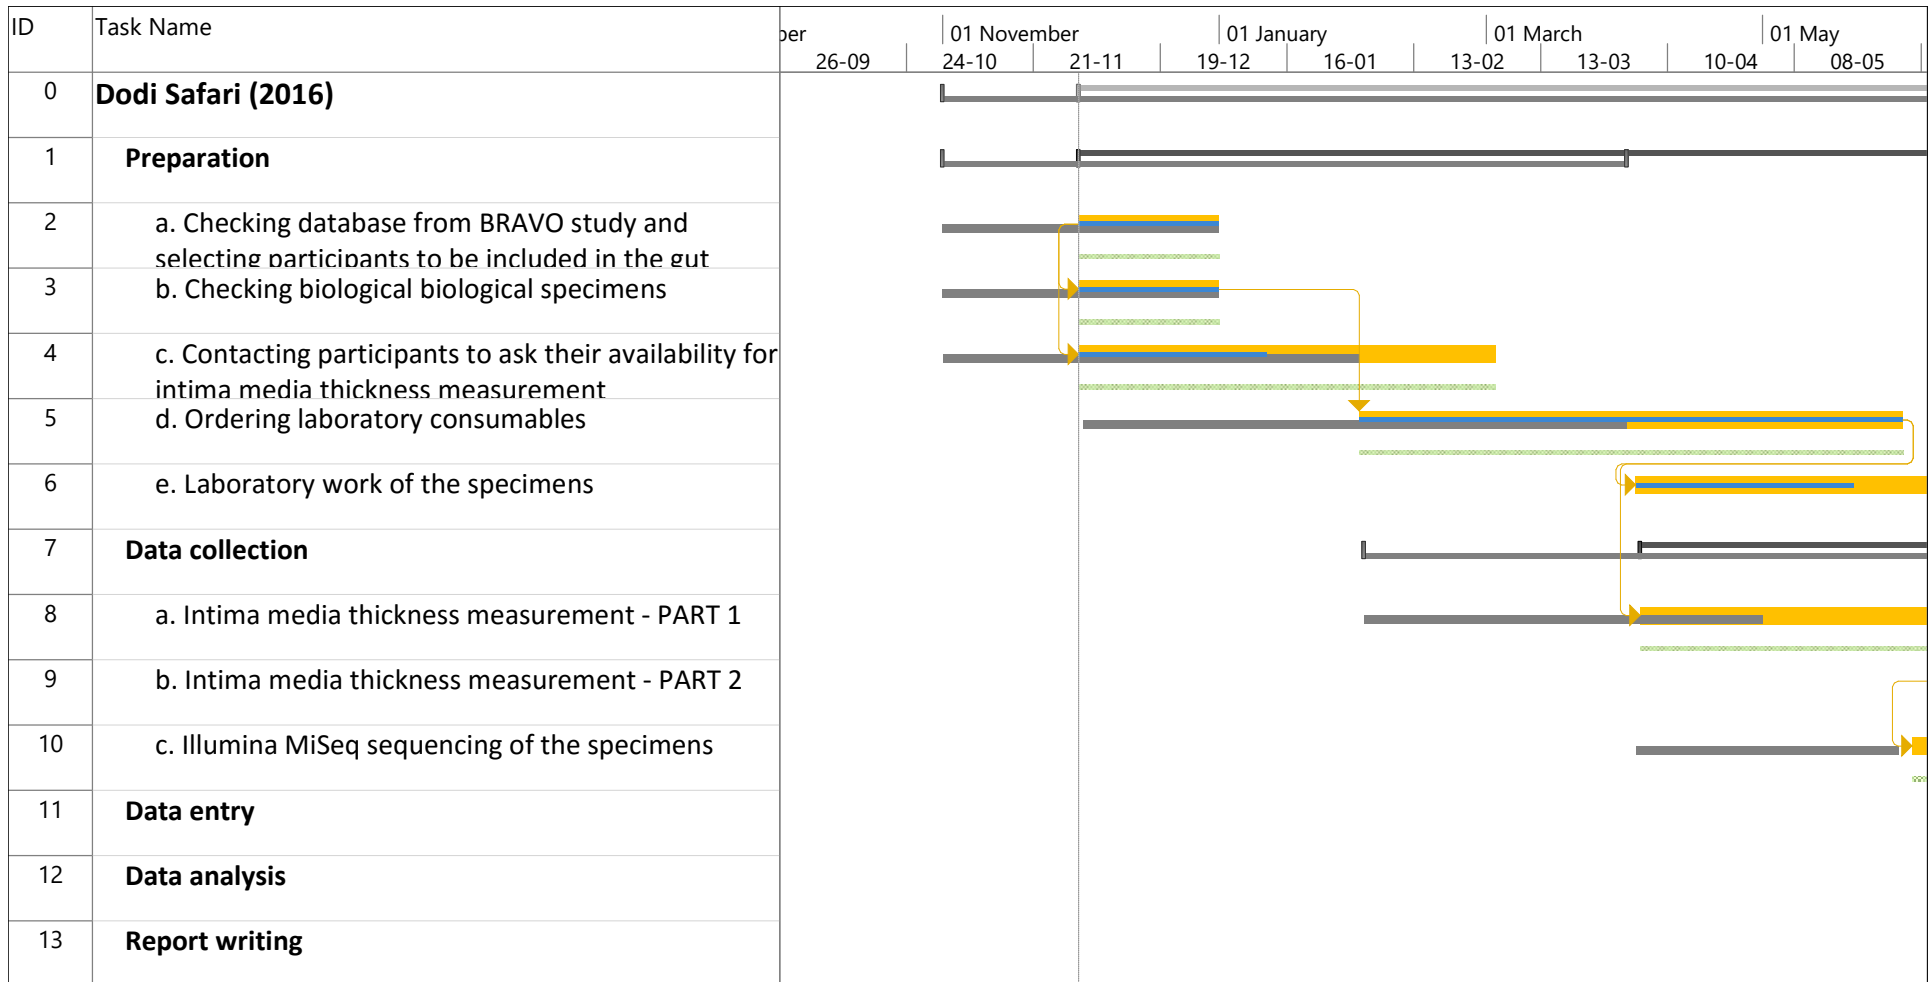 ID Task Name
ber 01 November 01 January 01 March 01 May
26-09 24-10 21-11 19-12 16-01 13-02 13-03 10-04 08-05
0 Dodi Safari (2016)
1 Preparation
2 a. Checking database from BRAVO study and
selecting participants to be included in the gut
3 b. Checking biological biological specimens
4 c. Contacting participants to ask their availability for
intima media thickness measurement
5 d. Ordering laboratory consumables
6 e. Laboratory work of the specimens
7 Data collection
8 a. Intima media thickness measurement - PART 1
9 b. Intima media thickness measurement - PART 2
10 c. Illumina MiSeq sequencing of the specimens
11 Data entry
12 Data analysis
13 Report writing